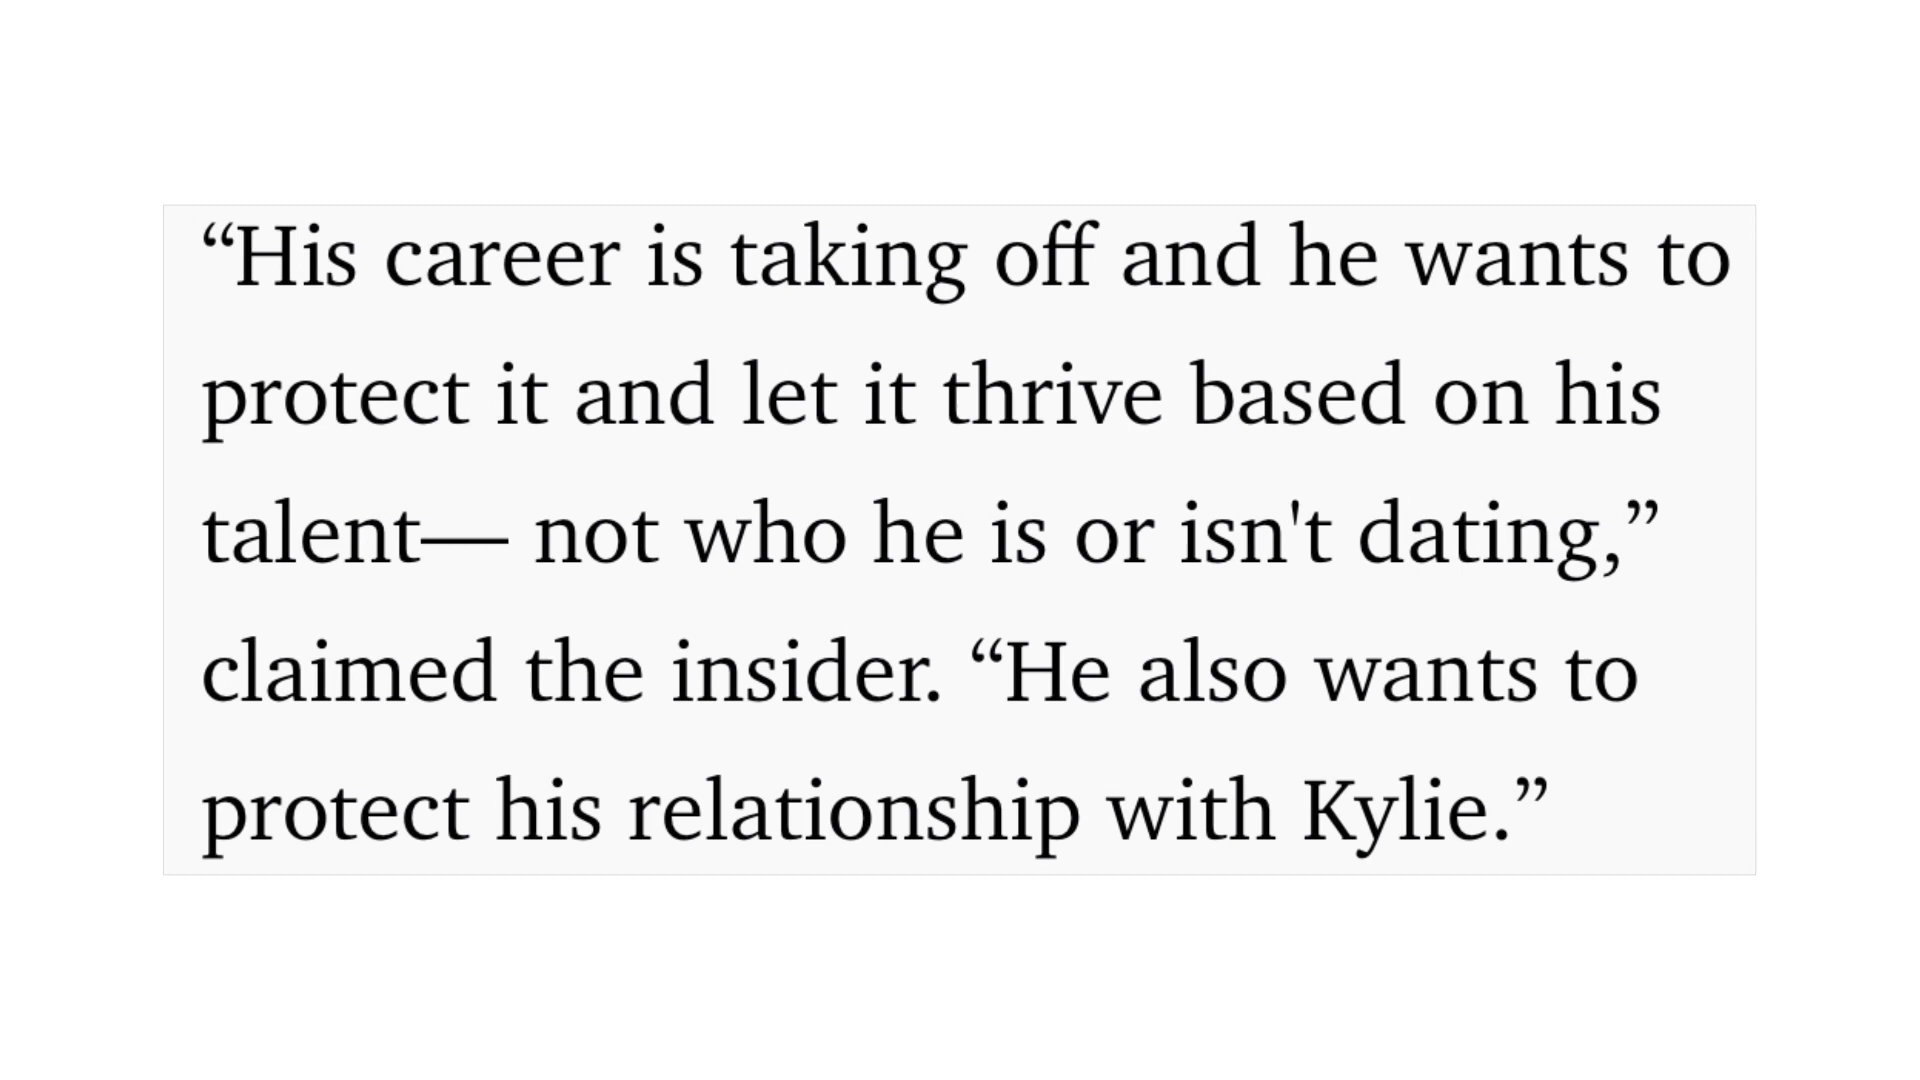 “His career is taking off and he wants to
protect it and let it thrive based on his
talent— not who he is or isn't dating,”
claimed the insider. “He also wants to
protect his relationship with Kylie.”